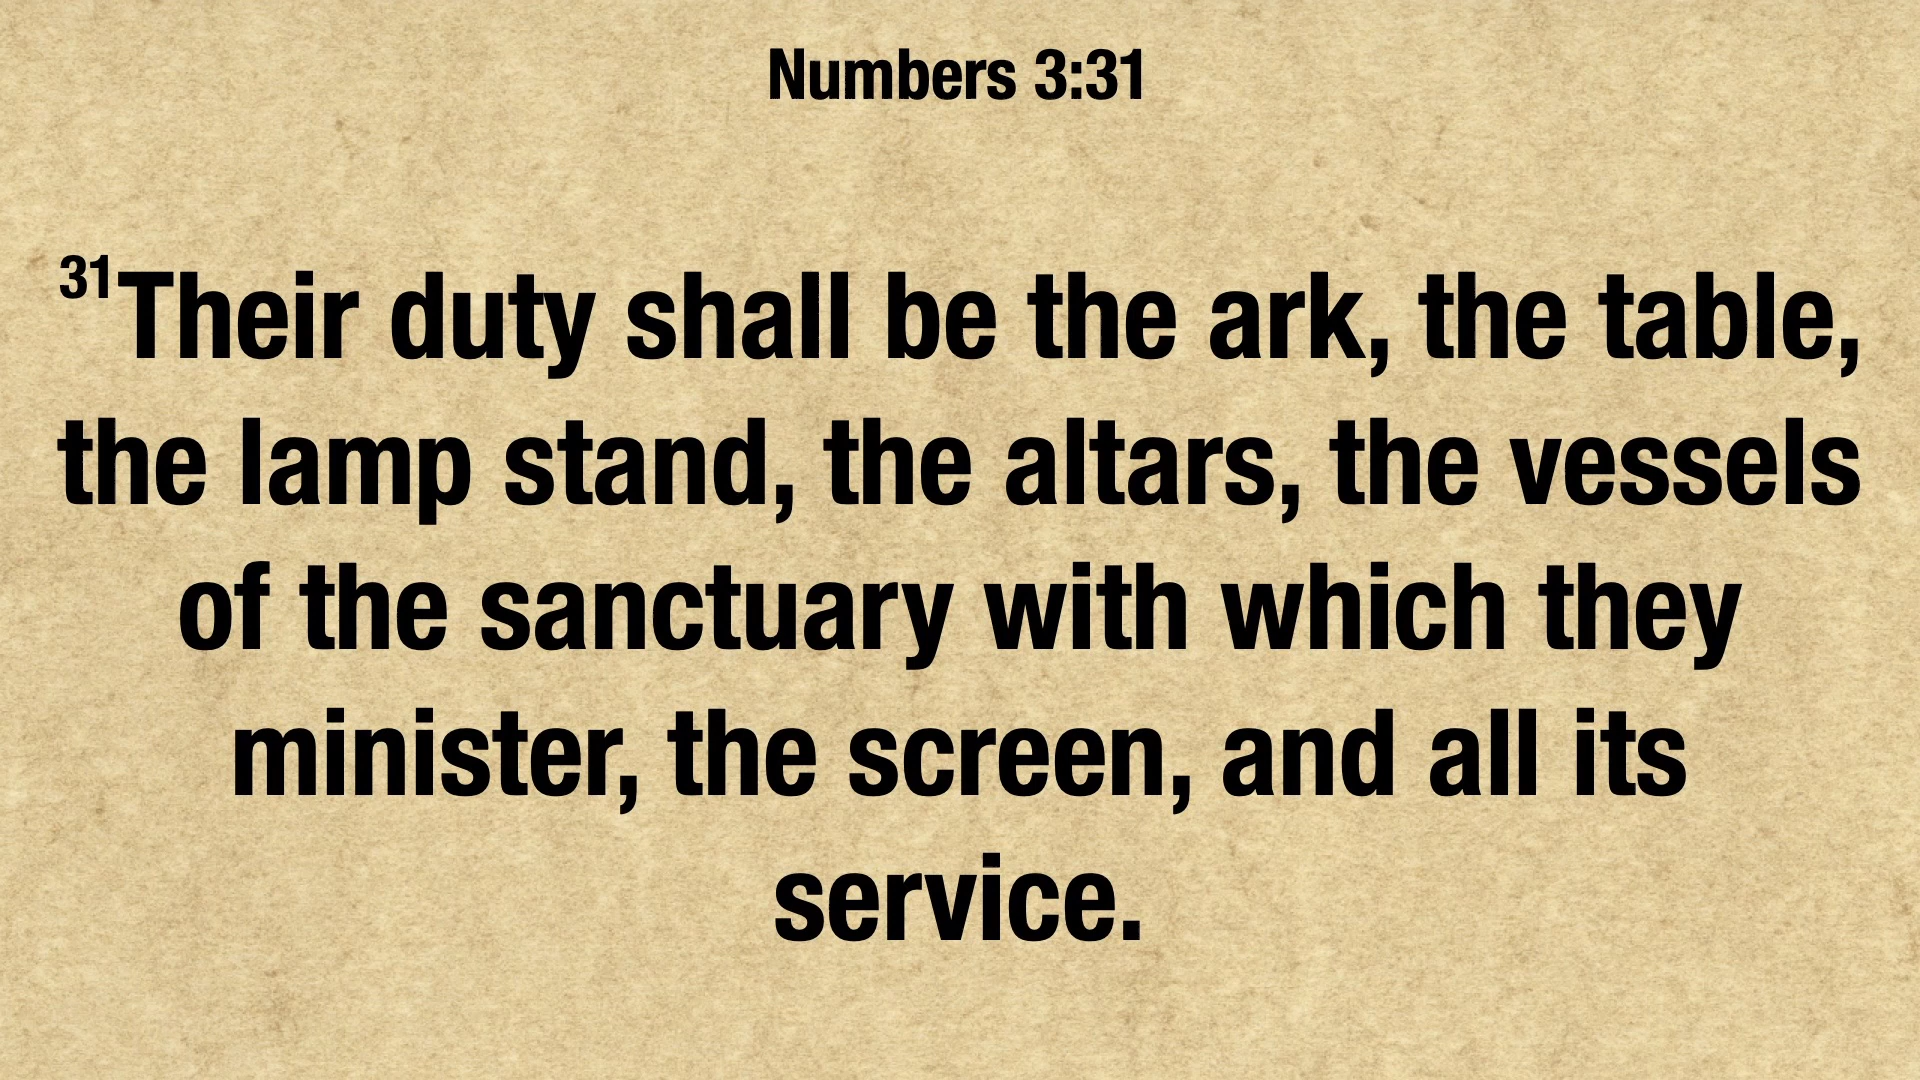 Numbers 3:31
31Their duty shall be the ark, the table,
the lamp stand, the altars, the vessels
of the sanctuary with which they
minister, the screen, and all its
service.